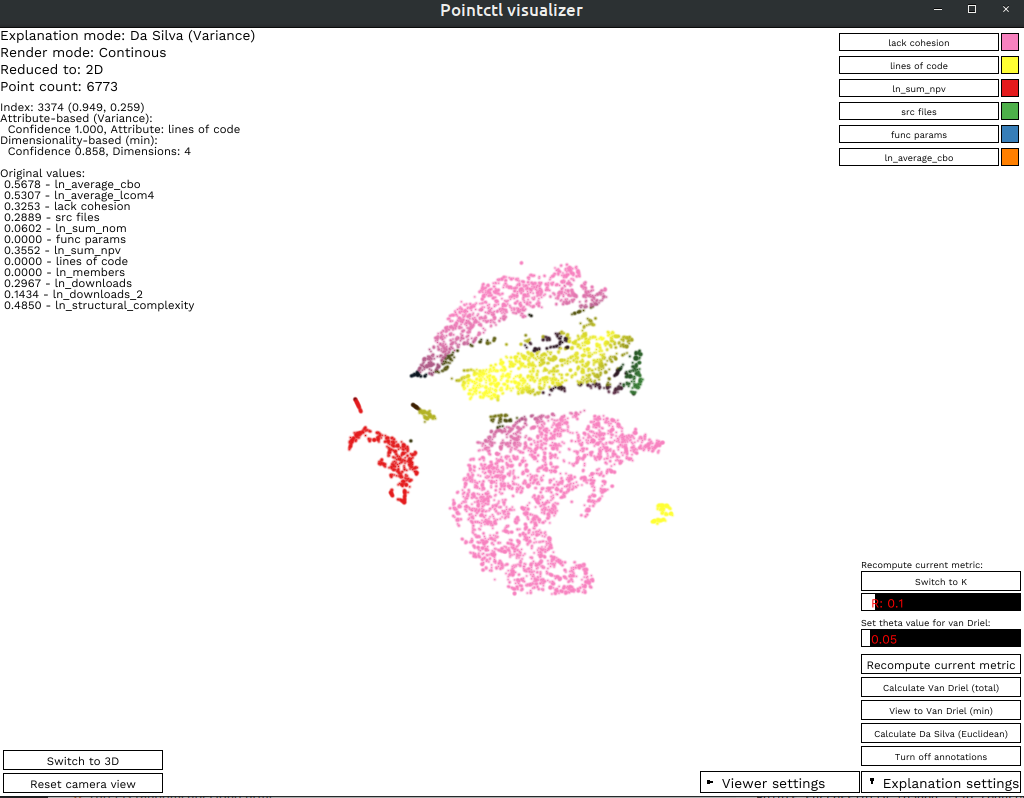 Pointctl visualizer
Explanation mode: Da Silva (Variance)
Render mode: Continous
Reduced to: 2D
Point count: 6773
Index: 3374 (0.949, 0.259)
Attribute-based (Variance):
Confidence 1.000, Attribute: lines of code
Dimensionality-based (min):
Confidence 0.858, Dimensions: 4
Original values:
0.5678 - ln_average_cbo
0.5307 - ln_average_lcom4
0.3253 - lack cohesion
0.2889 - src files
0.0602 - ln_sum_nom
0.0000 - func params
0.3552 - ln_sum_npv
0.0000 - lines of code
0.0000 - ln_members
0.2967 - ln_downloads
0.1434 - ln_downloads_2
0.4850 - ln_structural_complexity
lack cohesion
lines of code
ln_sum_npv
src files
func params
ln_average_cbo
Recompute current metric:
Switch to K
R: 0.1
Set theta value for van Driel:
0.05
Recompute current metric
Calculate Van Driel (total)
View to Van Driel (min)
Calculate Da Silva (Euclidean)
Turn off annotations
Switch to 3D
Reset camera view
Viewer settings
Explanation settings